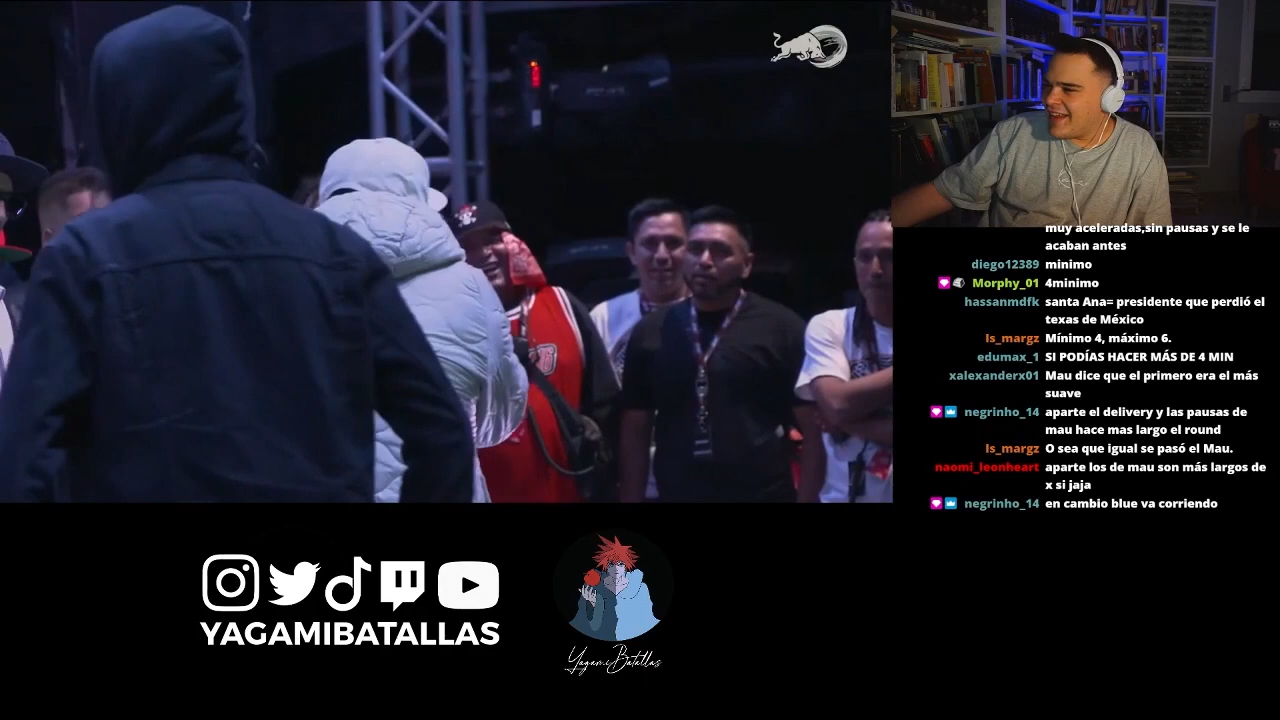 muy aceleradas,sin pausas y se le
acaban antes
diego12389 minimo
Morphy_01 4minimo
hassanmdfk santa Ana= presidente que perdió el
texas de México
ls_margz Mínimo 4, máximo 6.
edumax_1 SI PODÍAS HACER MÁS DE 4 MIN
xalexanderx01 Mau dice que el primero era el más
suave
negrinho_14 aparte el delivery y las pausas de
mau hace mas largo el round
ls_margz O sea que igual se pasó el Mau.
naomi_leonheart aparte los de mau son más largos de
x si jaja
negrinho_14 en cambio blue va corriendo
YAGAMIBATALLAS
YagamiBatallas